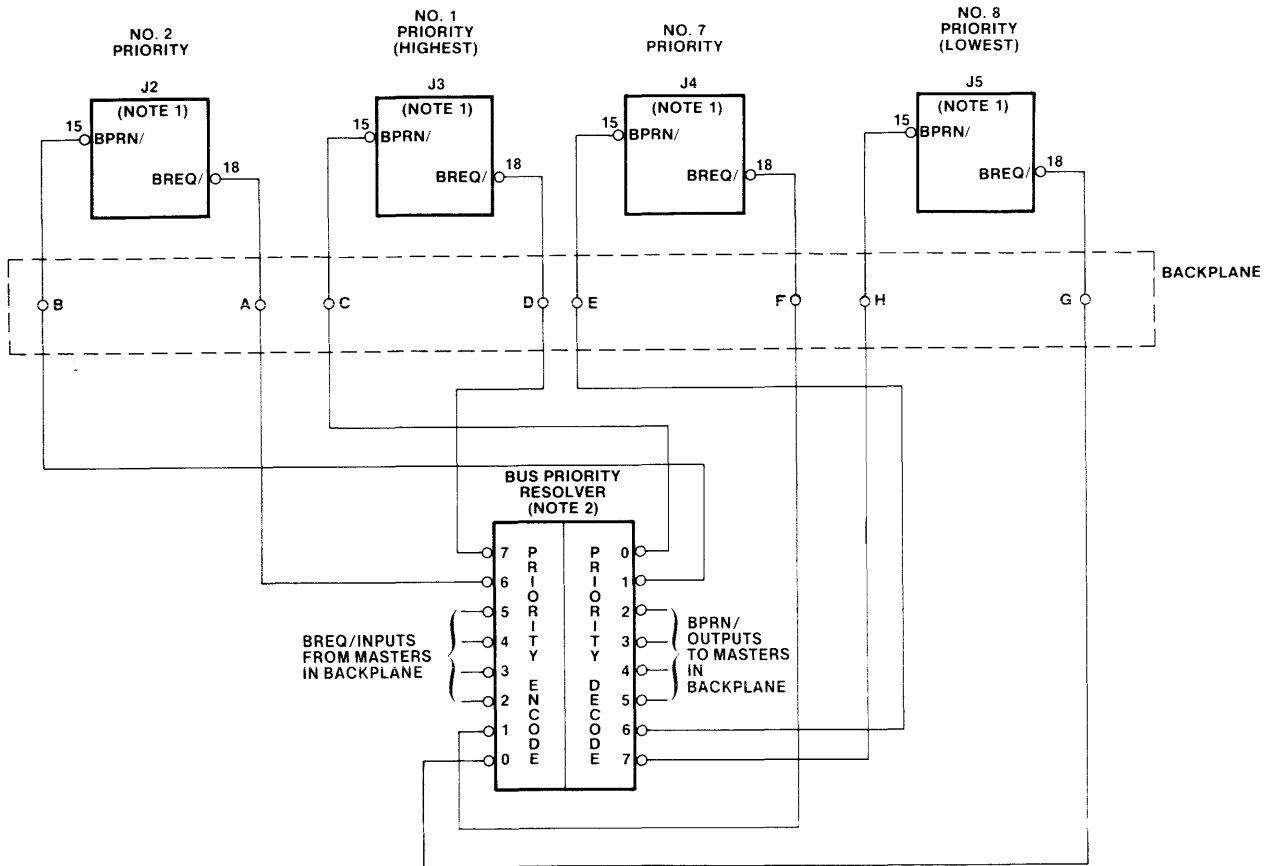 NO. 2
PRIORITY
NO. 1
PRIORITY
(HIGHEST)
NO. 7
PRIORITY
NO. 8
PRIORITY
(LOWEST)
J2
(NOTE 1)
15
BPRN/
BREQ/
18
J3
(NOTE 1)
15
BPRN/
BREQ/
18
J4
(NOTE 1)
15
BPRN/
BREQ/
18
J5
(NOTE 1)
15
BPRN/
BREQ/
18
BACKPLANE
B
A
C
D
E
F
H
G
BUS PRIORITY
RESOLVER
(NOTE 2)
7
6
5
4
3
2
1
0
PRIORITY ENCODE
PRIORITY DECODE
0
1
2
3
4
5
6
7
BREQ/INPUTS
FROM MASTERS
IN BACKPLANE
BPRN/
OUTPUTS
TO MASTERS
IN
BACKPLANE